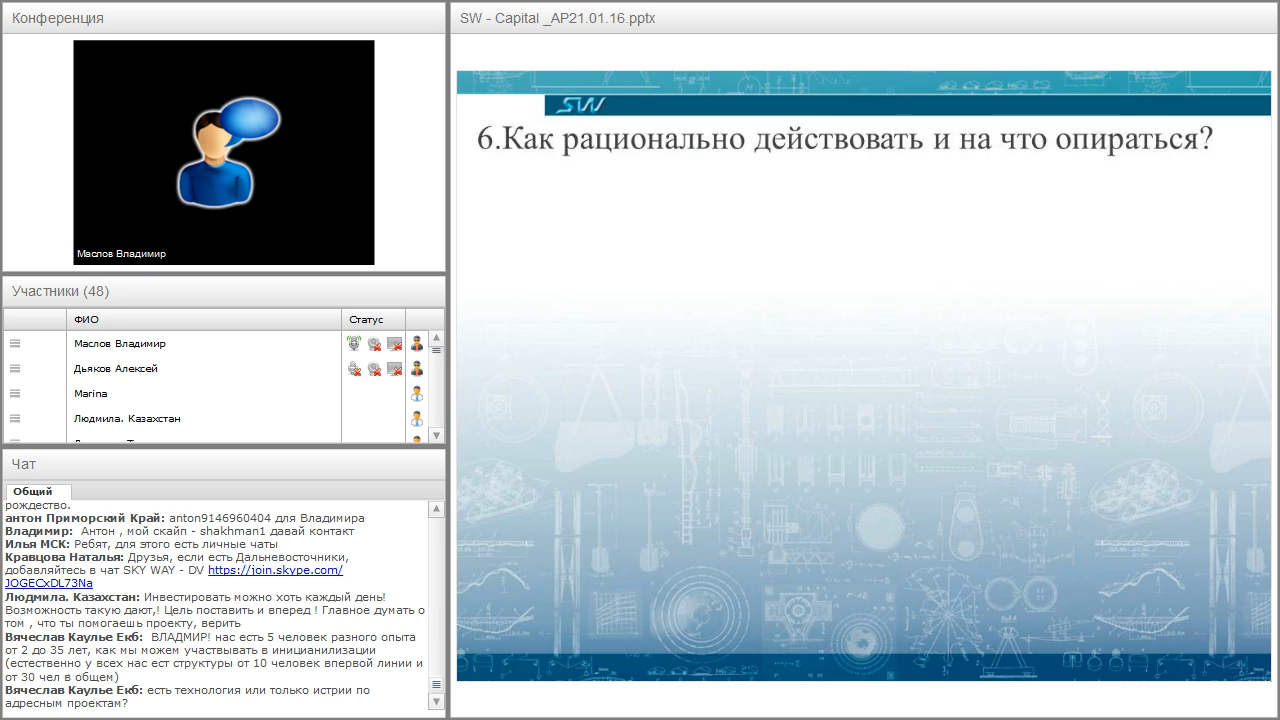 Конференция
Маслов Владимир
Участники (48)
ФИО
Статус
Маслов Владимир
Дьяков Алексей
Marina
Людмила. Казахстан
Чат
Общий
рождество.
антон Приморский Край: anton9146960404 для Владимира
Владимир: Антон , мой скайп - shakhman1 давай контакт
Илья МСК: Ребят, для этого есть личные чаты
Кравцова Наталья: Друзья, если есть Дальневосточники,
добавляйтесь в чат SKY WAY - DV https://join.skype.com/
JOGECxDL73Na
Людмила. Казахстан: Инвестировать можно хоть каждый день!
Возможность такую дают,! Цель поставить и вперед ! Главное думать о
том , что ты помогаешь проекту, верить
Вячеслав Каулье Екб: ВЛАДМИР! нас есть 5 человек разного опыта
от 2 до 35 лет, как мы можем участвывать в иницианилизации
(естественно у всех нас ест структуры от 10 человек впервой линии и
от 30 чел в общем)
Вячеслав Каулье Екб: есть технология или только истрии по
адресным проектам?
SW - Capital _AP21.01.16.pptx
SW
6.Как рационально действовать и на что опираться?